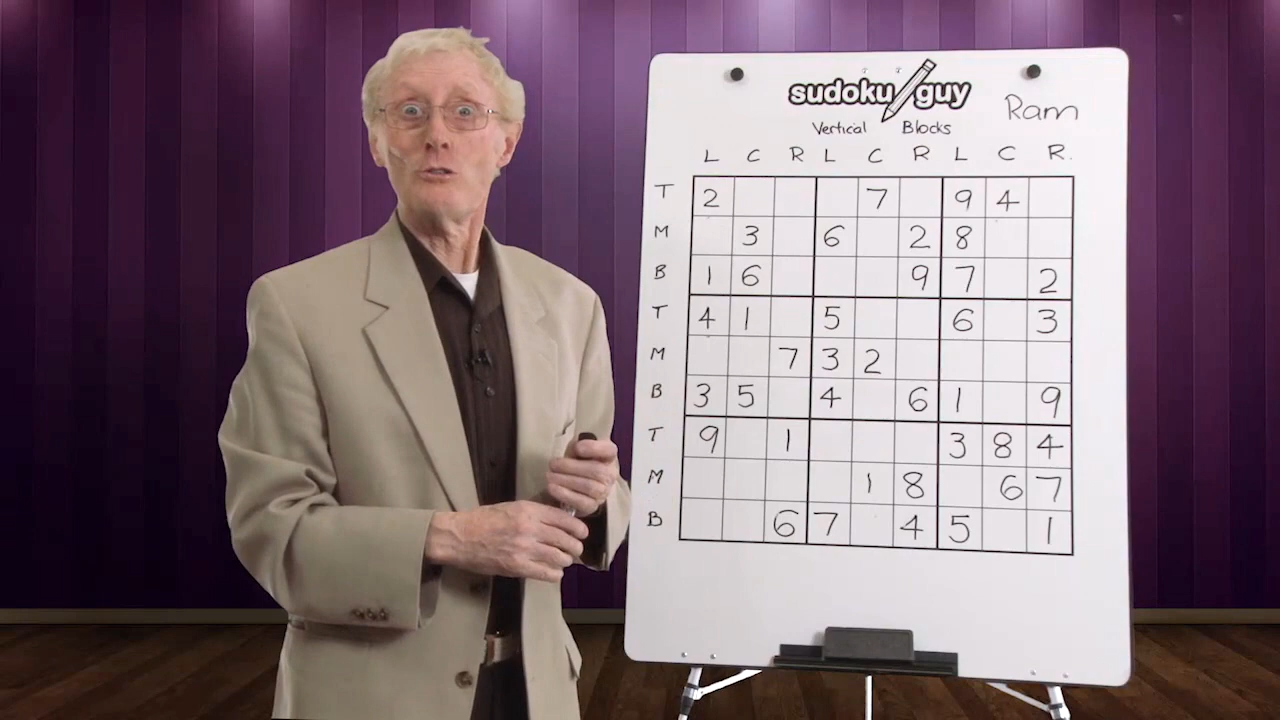 sudoku guy
Ram
Vertical Blocks
L C R L C R L C R.
T 2 7 9 4
M 3 6 2 8
B 1 6 9 7 2
T 4 1 5 6 3
M 7 3 2
B 3 5 4 6 1 9
T 9 1 3 8 4
M 1 8 6 7
B 6 7 4 5 1